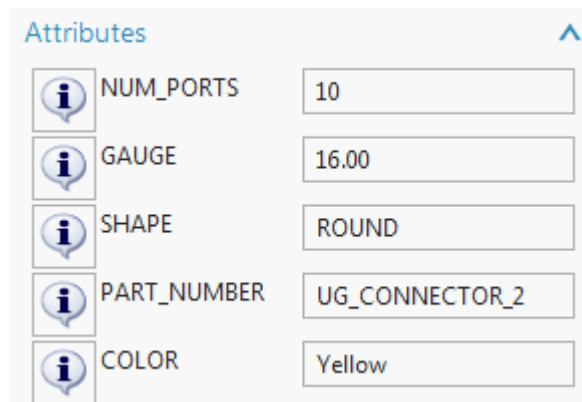 Attributes
NUM_PORTS 10
GAUGE 16.00
SHAPE ROUND
PART_NUMBER UG_CONNECTOR_2
COLOR Yellow